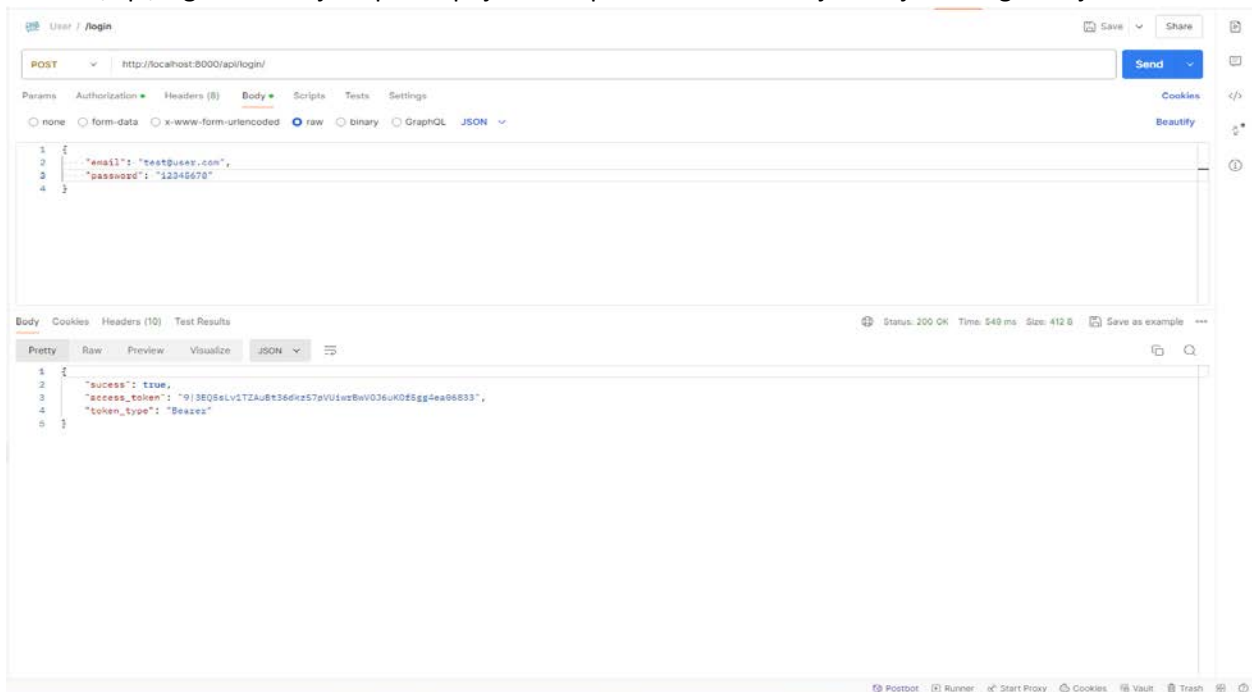 User / /login
Save
Share
POST
http://localhost:8000/api/login/
Send
Params Authorization Headers (8) Body Scripts Tests Settings
Cookies
none form-data x-www-form-urlencoded raw binary GraphQL JSON
Beautify
1 {
2 "email": "test@user.com",
3 "password": "12345678"
4 }
Body Cookies Headers (10) Test Results
Status: 200 OK Time: 549 ms Size: 412 B Save as example
Pretty Raw Preview Visualize JSON
1 {
2 "sucess": true,
3 "access_token":
4 "token_type": "Bearer"
5 }
Postbot Runner Start Proxy Cookies Vault Trash